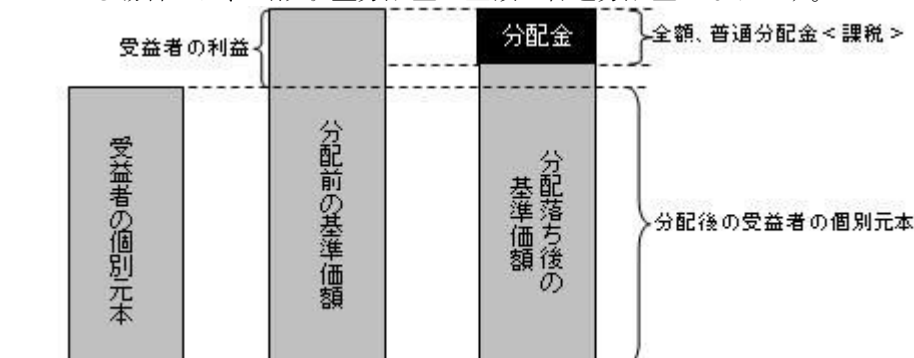 受益者の利益
分配金
全額、普通分配金<課税>
受益者の個別元本
分配前の基準価額
分配落ち後の
基準価額
分配後の受益者の個別元本